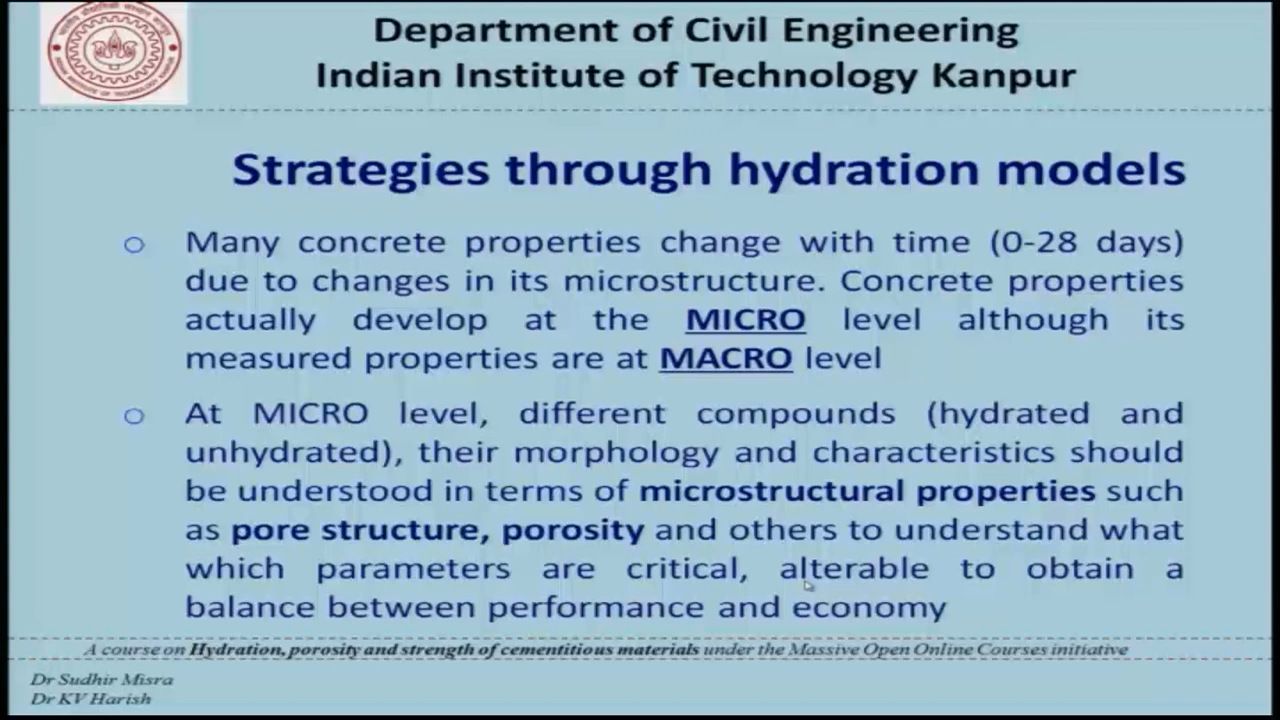 Department of Civil Engineering
Indian Institute of Technology Kanpur
Strategies through hydration models
Many concrete properties change with time (0-28 days)
due to changes in its microstructure. Concrete properties
actually develop at the MICRO level although its
measured properties are at MACRO level
At MICRO level, different compounds (hydrated and
unhydrated), their morphology and characteristics should
be understood in terms of microstructural properties such
as pore structure, porosity and others to understand what
which parameters are critical, alterable to obtain a
balance between performance and economy
A course on Hydration, porosity and strength of cementitious materials under the Massive Open Online Courses initiative
Dr Sudhir Misra
Dr KV Harish